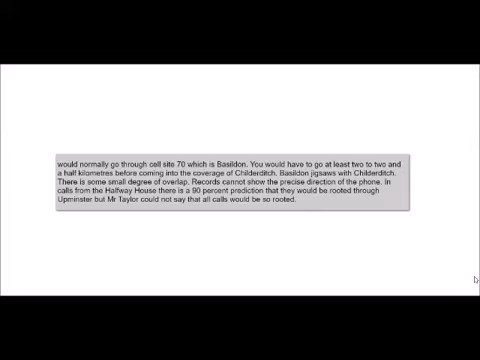 would normally go through cell site 70 which is Basildon. You would have to go at least two to two and
a half kilometres before coming into the coverage of Childerditch. Basildon jigsaws with Childerditch.
There is some small degree of overlap, Records cannot show the precise direction of the phone. In
calls from the Halfway House there is a 90 percent prediction that they would be rooted through
Upminster but Mr Taylor could not say that all calls would be so rooted.